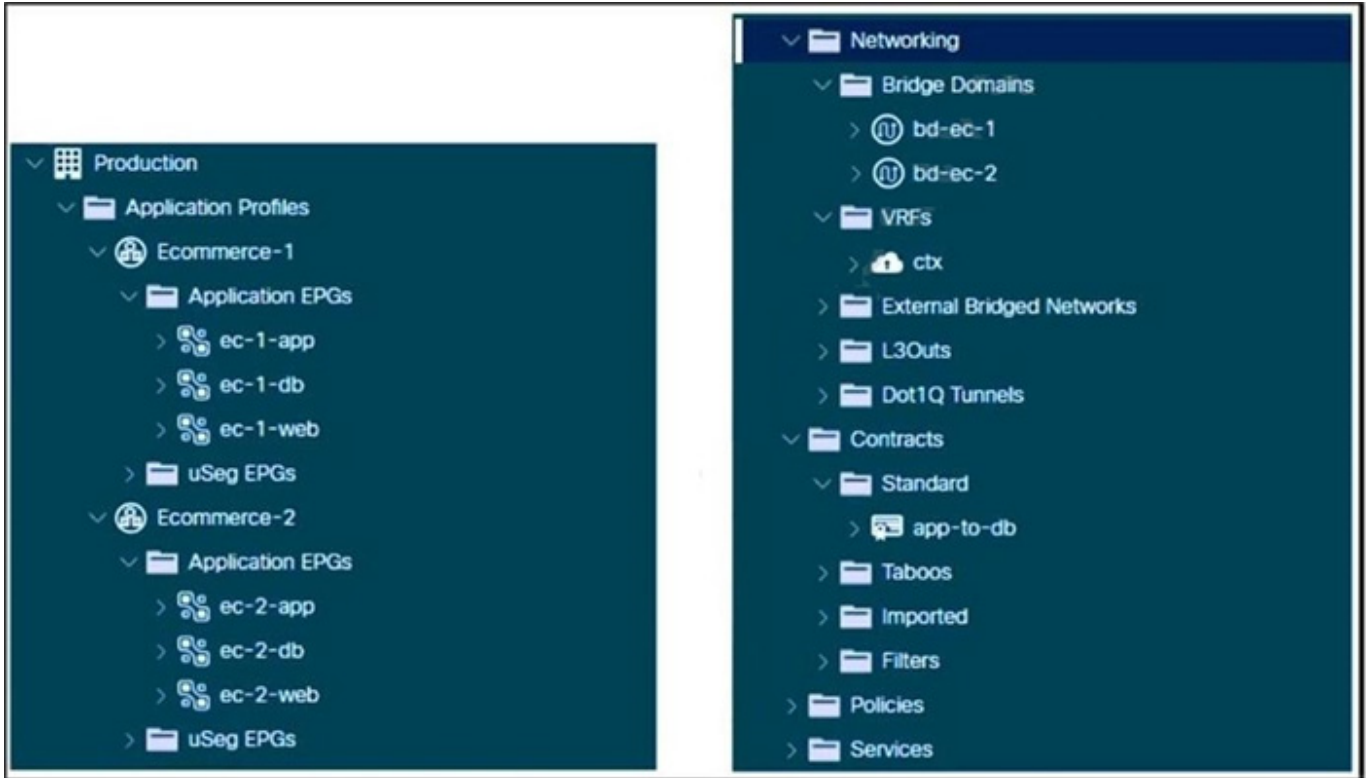 Production
Application Profiles
Ecommerce-1
Application EPGs
ec-1-app
ec-1-db
ec-1-web
uSeg EPGs
Ecommerce-2
Application EPGs
ec-2-app
ec-2-db
ec-2-web
uSeg EPGs
Networking
Bridge Domains
bd-ec-1
bd-ec-2
VRFs
ctx
External Bridged Networks
L3Outs
Dot1Q Tunnels
Contracts
Standard
app-to-db
Taboos
Imported
Filters
Policies
Services